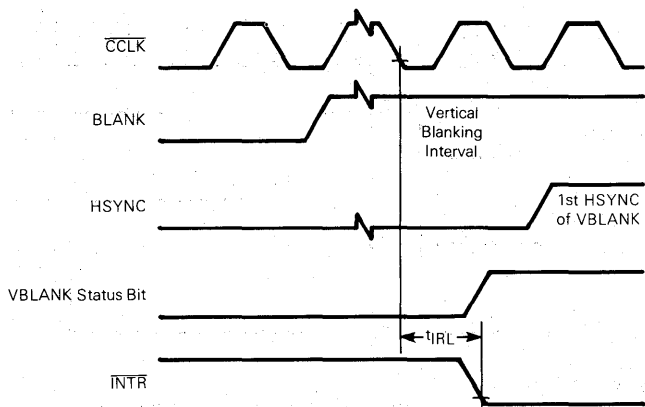 CCLK
BLANK
Vertical
Blanking
Interval
HSYNC
1st HSYNC
of VBLANK
VBLANK Status Bit
tIRL
INTR